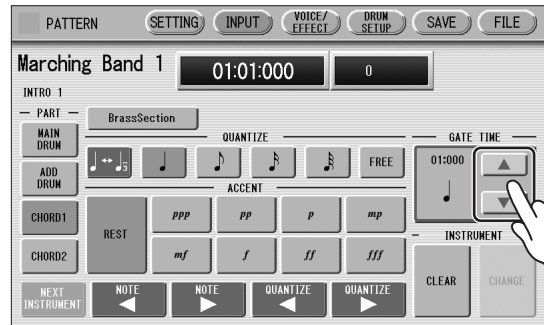 PATTERN SETTING INPUT VOICE/ EFFECT DRUM SETUP SAVE FILE
Marching Band 1 01:01:000 0
INTRO 1
PART BrassSection
QUANTIZE GATE TIME
MAIN DRUM 3 FREE 01:000
ADD DRUM
ACCENT
CHORD1 REST ppp pp p mp
INSTRUMENT
CHORD2 mf f ff fff CLEAR CHANGE
NEXT INSTRUMENT NOTE NOTE QUANTIZE QUANTIZE